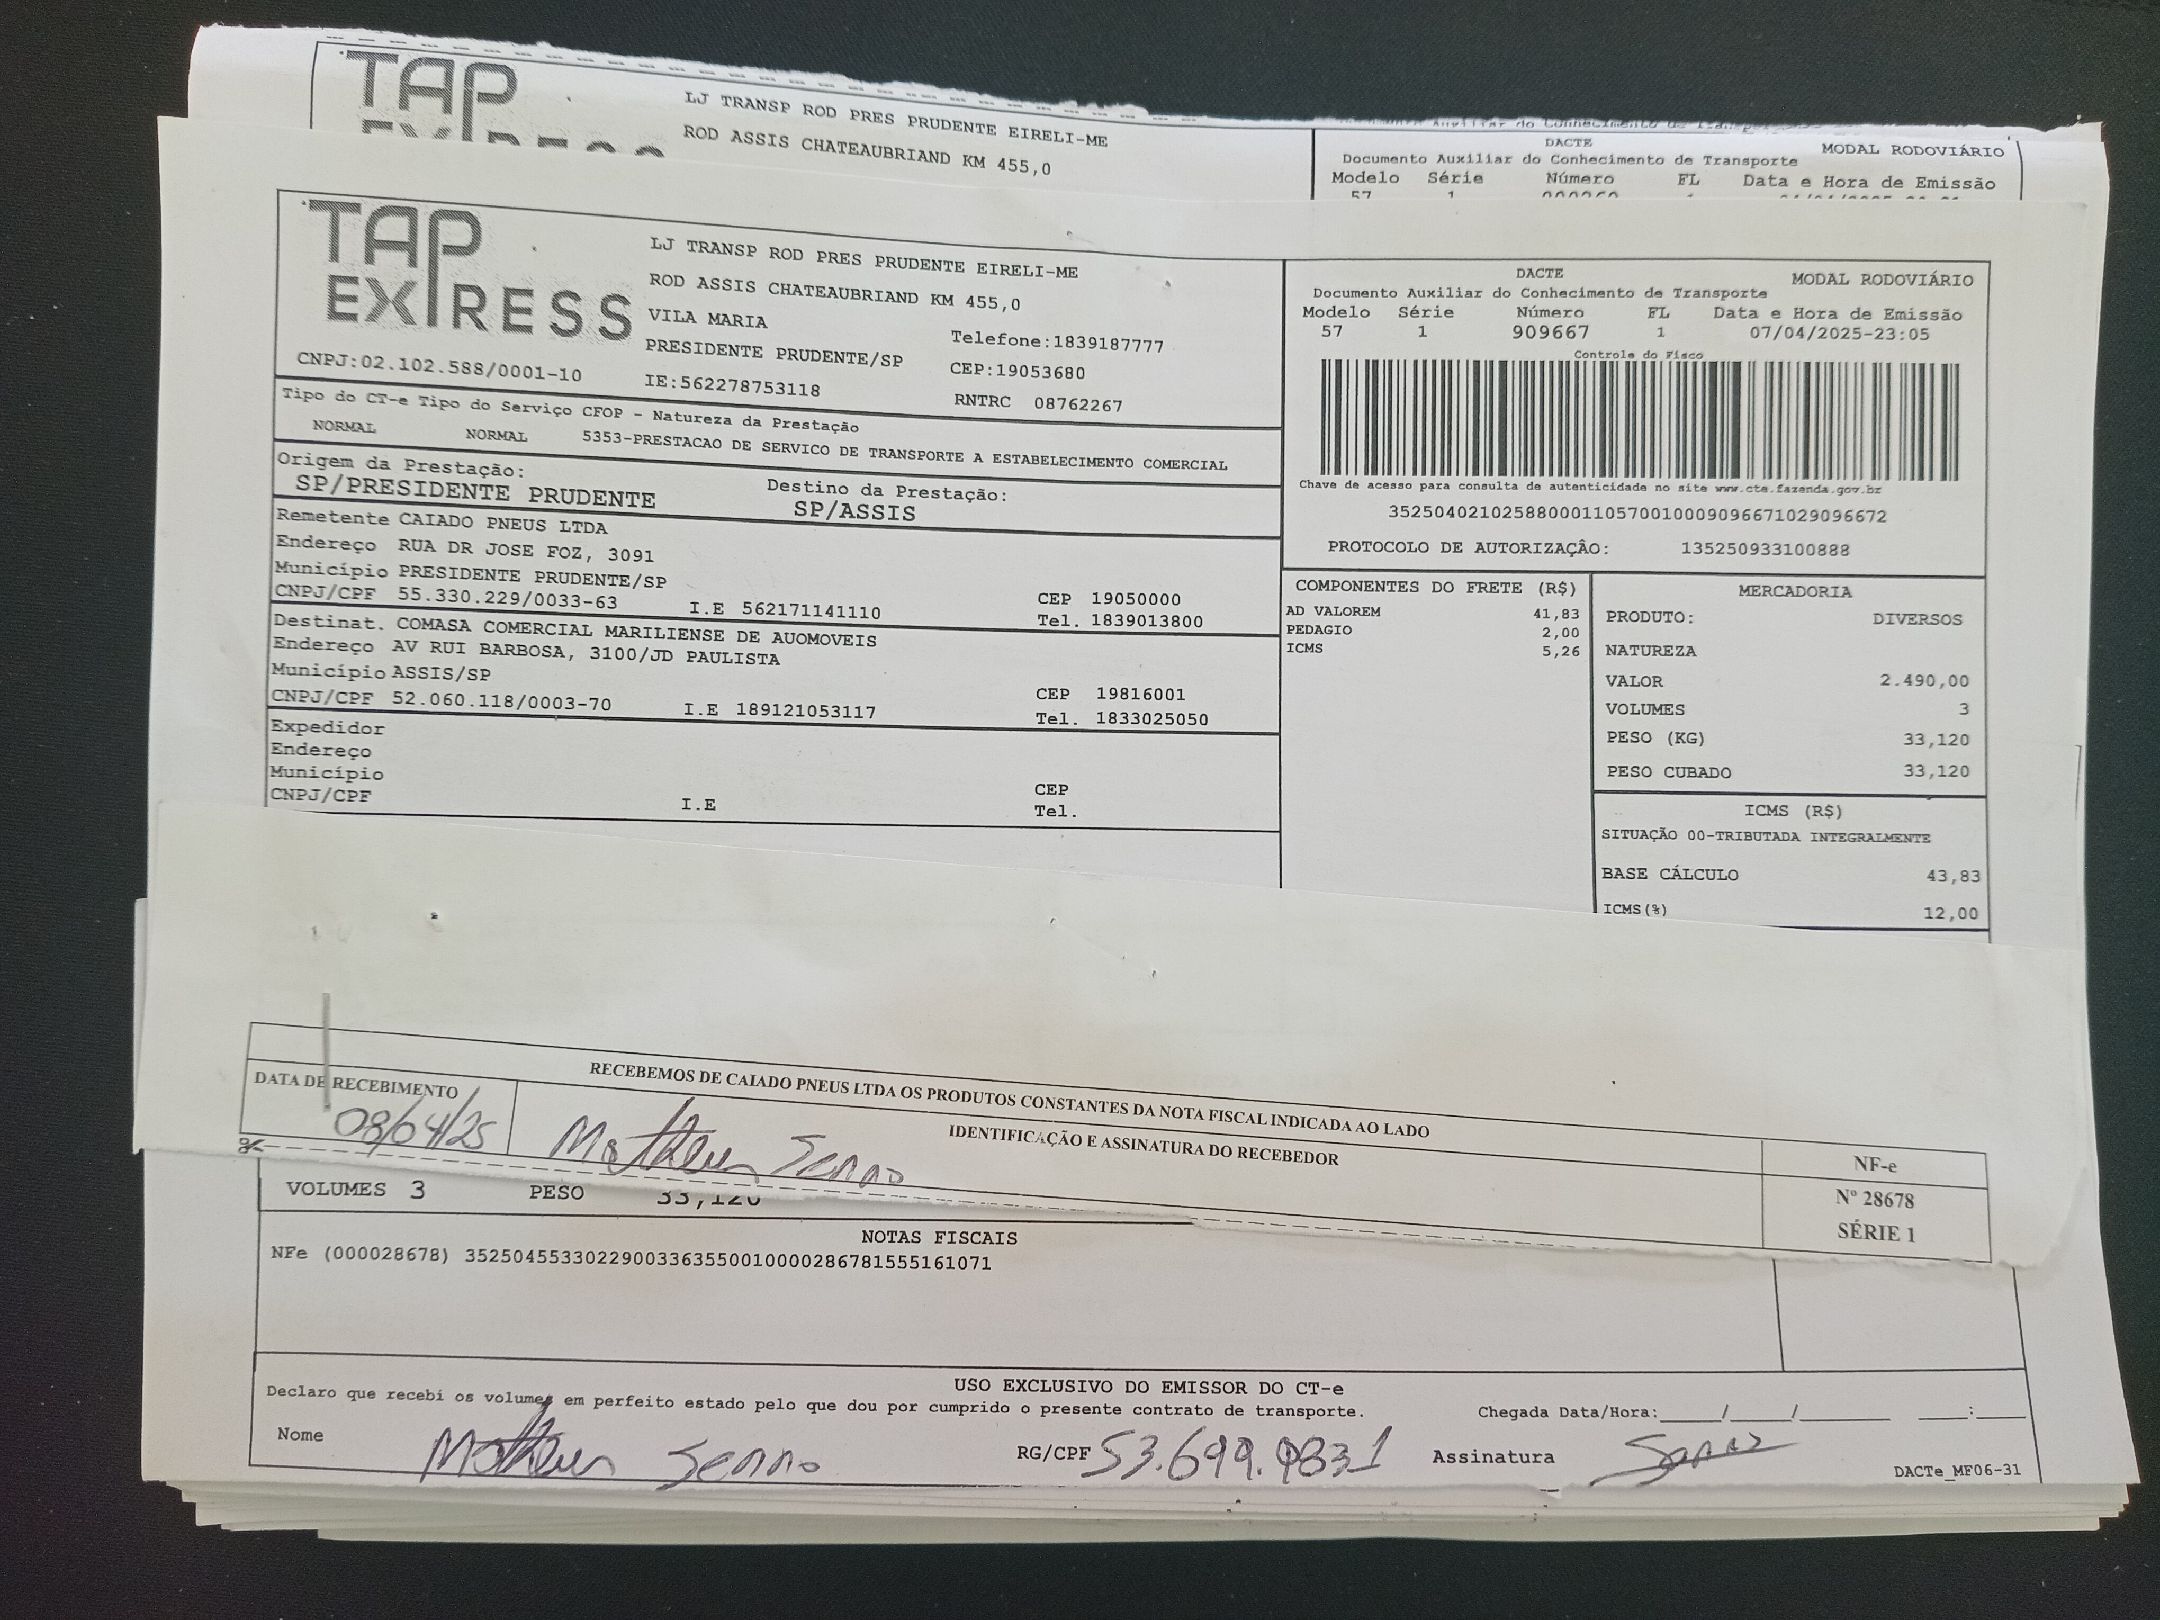 TAP
LJ TRANSP ROD PRES PRUDENTE EIRELI-ME
ROD ASSIS CHATEAUBRIAND KM 455,0
DACTE
MODAL RODOVIÁRIO
Documento Auxiliar do Conhecimento de Transporte
Modelo Série Número FL Data e Hora de Emissão
57 1
TAP EXPRESS
LJ TRANSP ROD PRES PRUDENTE EIRELI-ME
ROD ASSIS CHATEAUBRIAND KM 455,0
VILA MARIA
Telefone:1839187777
PRESIDENTE PRUDENTE/SP
CEP:19053680
CNPJ:02.102.588/0001-10
IE:562278753118
RNTRC 08762267
Tipo do CT-e Tipo do Serviço CFOP - Natureza da Prestação
NORMAL NORMAL 5353-PRESTACAO DE SERVICO DE TRANSPORTE A ESTABELECIMENTO COMERCIAL
Origem da Prestação:
SP/PRESIDENTE PRUDENTE
Destino da Prestação:
SP/ASSIS
Remetente CAIADO PNEUS LTDA
Endereço RUA DR JOSE FOZ, 3091
Município PRESIDENTE PRUDENTE/SP
CEP 19050000
CNPJ/CPF 55.330.229/0033-63 I.E 562171141110 Tel. 1839013800
Destinat. COMASA COMERCIAL MARILIENSE DE AUOMOVEIS
Endereço AV RUI BARBOSA, 3100/JD PAULISTA
Município ASSIS/SP
CEP 19816001
CNPJ/CPF 52.060.118/0003-70 I.E 189121053117 Tel. 1833025050
Expedidor
Endereço
Município
CEP
CNPJ/CPF I.E Tel.
DACTE
MODAL RODOVIÁRIO
Documento Auxiliar do Conhecimento de Transporte
Modelo Série Número FL Data e Hora de Emissão
57 1 909667 1 07/04/2025-23:05
Controle do Fisco
Chave de acesso para consulta de autenticidade no site www.cte.fazenda.gov.br
35250402102588000110570010009096671029096672
PROTOCOLO DE AUTORIZAÇÂO: 135250933100888
COMPONENTES DO FRETE (R$)
AD VALOREM 41,83
PEDAGIO 2,00
ICMS 5,26
MERCADORIA
PRODUTO: DIVERSOS
NATUREZA
VALOR 2.490,00
VOLUMES 3
PESO (KG) 33,120
PESO CUBADO 33,120
ICMS (R$)
SITUAÇÃO 00-TRIBUTADA INTEGRALMENTE
BASE CÁLCULO 43,83
ICMS(%) 12,00
RECEBEMOS DE CAIADO PNEUS LTDA OS PRODUTOS CONSTANTES DA NOTA FISCAL INDICADA AO LADO
DATA DE RECEBIMENTO
08/04/25
IDENTIFICAÇÃO E ASSINATURA DO RECEBEDOR
Matheus
NF-e
Nº 28678
SÉRIE 1
VOLUMES 3 PESO 33,120
NOTAS FISCAIS
NFe (000028678) 35250455330229003363550010000286781555161071
USO EXCLUSIVO DO EMISSOR DO CT-e
Declaro que recebi os volumes em perfeito estado pelo que dou por cumprido o presente contrato de transporte.
Chegada Data/Hora:____/____/_______ ____:____
Nome Matheus
RG/CPF 53.699.983 1
Assinatura
DACTe_MF06-31